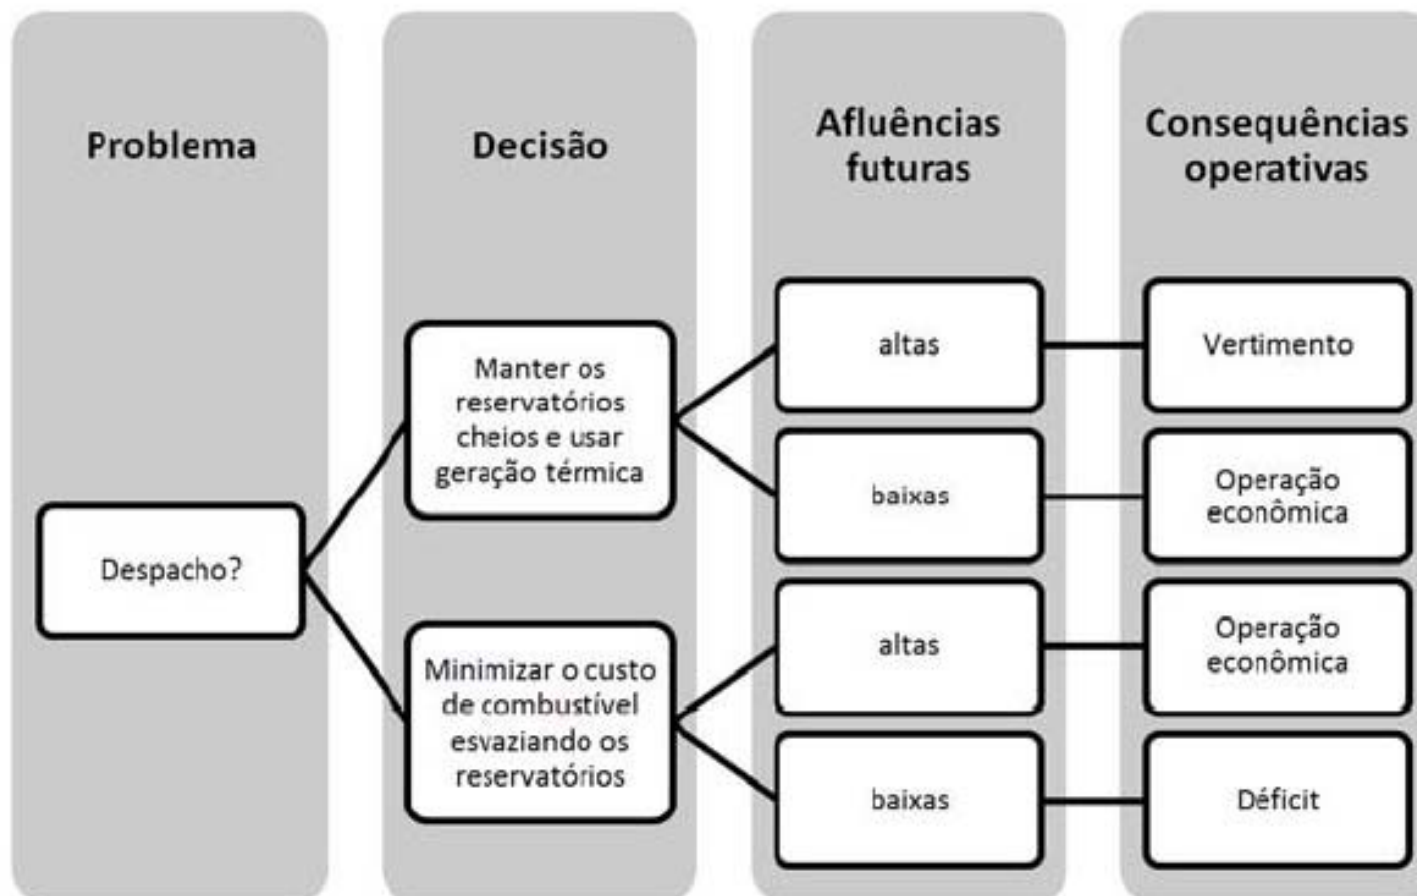 Problema
Decisão
Afluências
futuras
Consequências
operativas
Despacho?
Manter os
reservatórios
cheios e usar
geração térmica
Minimizar o custo
de combustível
esvaziando os
reservatórios
altas
baixas
altas
baixas
Vertimento
Operação
econômica
Operação
econômica
Déficit